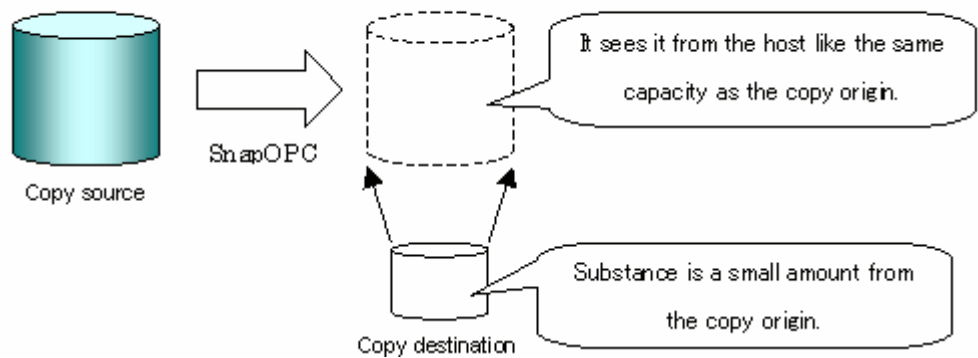 It sees it from the host like the same
capacity as the copy origin.
SnapOPC
Copy source
Substance is a small amount from
the copy origin.
Copy destination